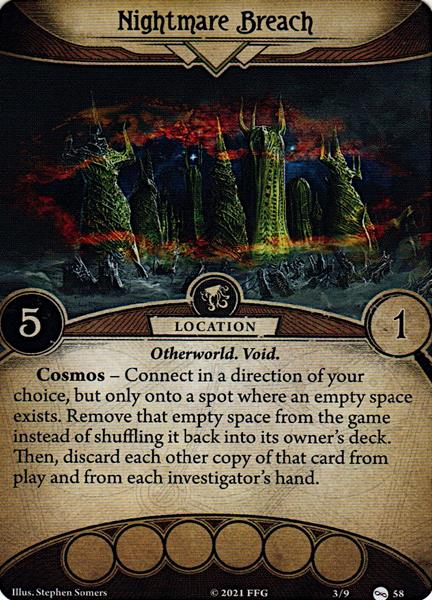 Nightmare Breach
5
LOCATION
1
Otherworld. Void.
Cosmos – Connect in a direction of your
choice, but only onto a spot where an empty space
exists. Remove that empty space from the game
instead of shuffling it back into its owner's deck.
Then, discard each other copy of that card from
play and from each investigator's hand.
Illus. Stephen Somers © 2021 FFG 3/9 58